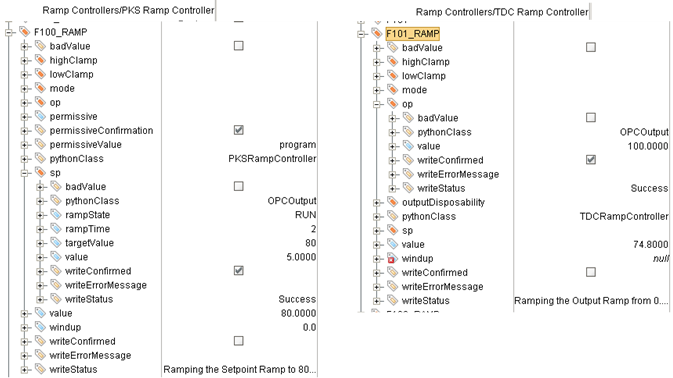 Ramp Controllers/PKS Ramp Controller
F100_RAMP
badValue
highClamp
lowClamp
mode
op
permissive
permissiveConfirmation
permissiveValue program
pythonClass PKSRampController
sp
badValue
pythonClass OPCOutput
rampState RUN
rampTime 2
targetValue 80
value 5.0000
writeConfirmed
writeErrorMessage
writeStatus Success
value 80.0000
windup 0.0
writeConfirmed
writeErrorMessage
writeStatus Ramping the Setpoint Ramp to 80...
Ramp Controllers/TDC Ramp Controller
F101_RAMP
badValue
highClamp
lowClamp
mode
op
badValue
pythonClass OPCOutput
value 100.0000
writeConfirmed
writeErrorMessage
writeStatus Success
outputDisposability
pythonClass TDCRampController
sp
value 74.8000
windup null
writeConfirmed
writeErrorMessage
writeStatus Ramping the Output Ramp from 0....